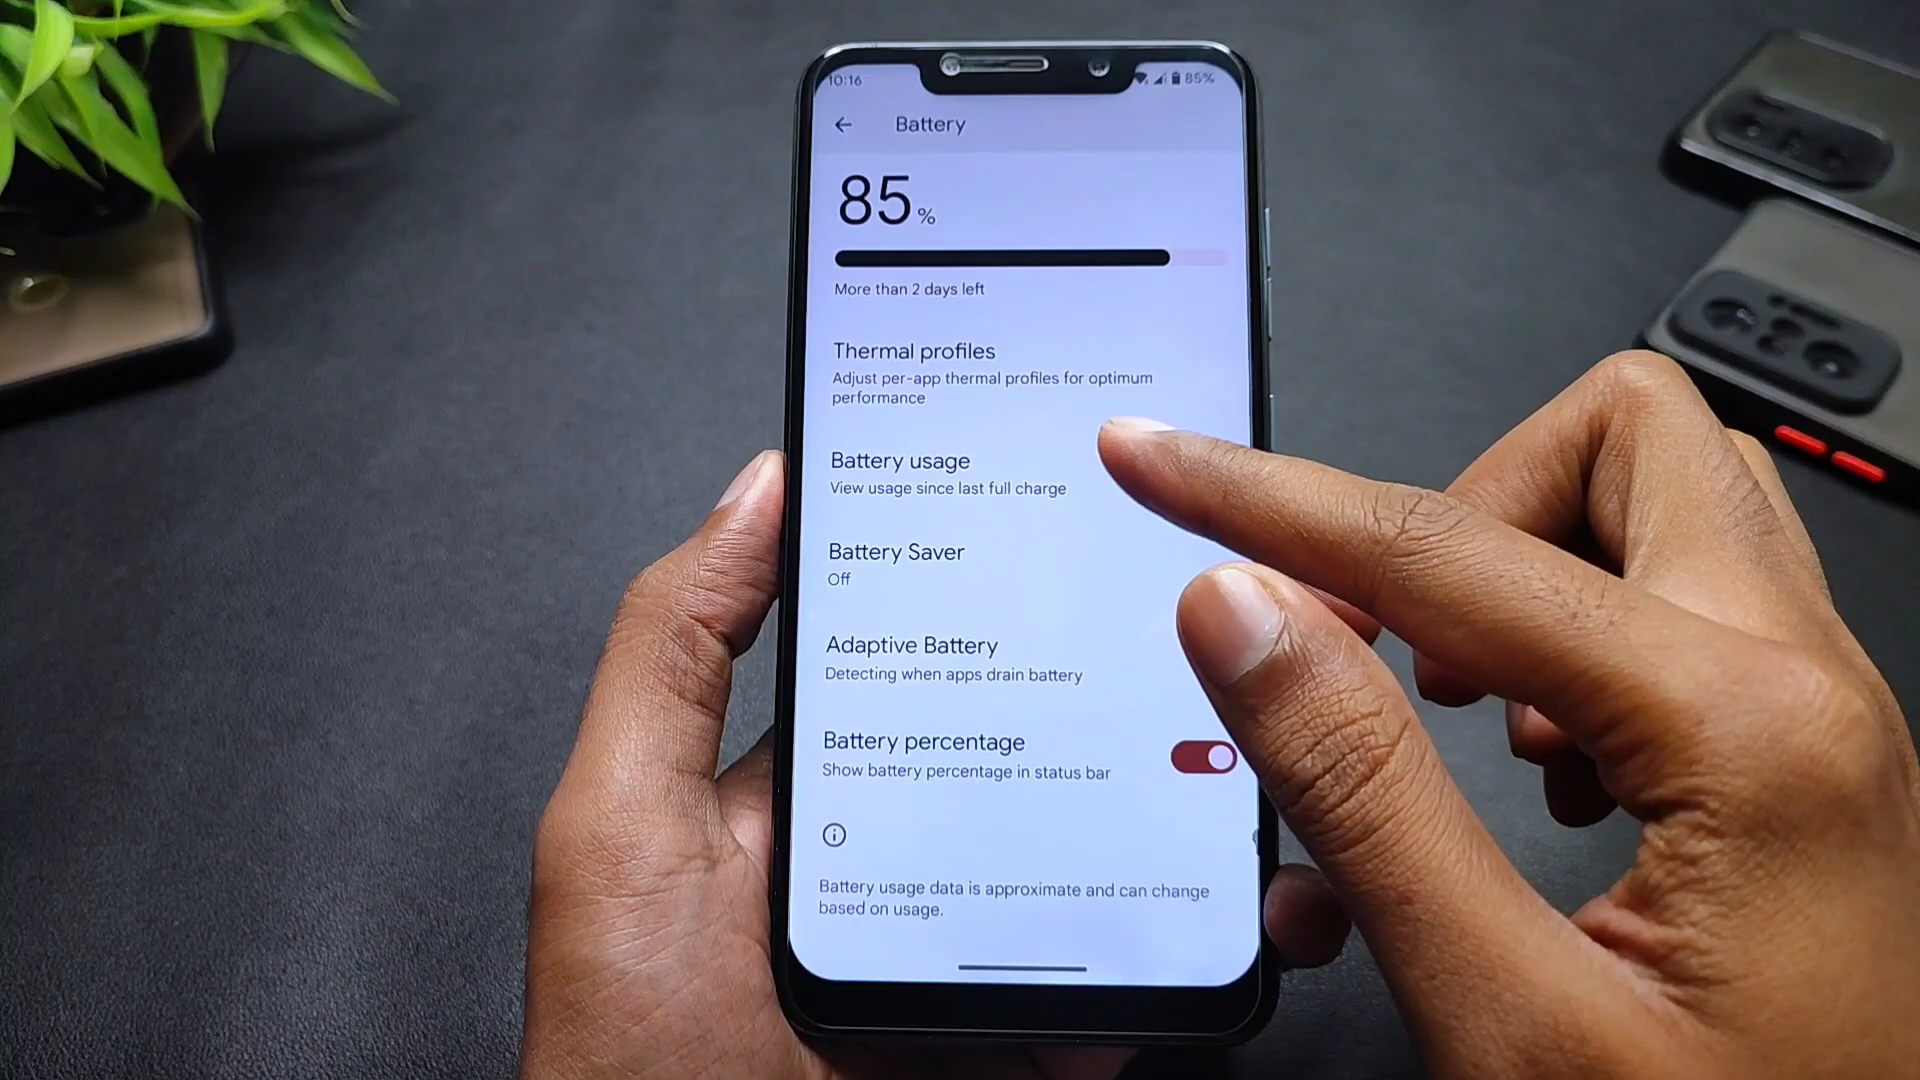 10:16
85%
Battery
85%
More than 2 days left
Thermal profiles
Adjust per-app thermal profiles for optimum
performance
Battery usage
View usage since last full charge
Battery Saver
Off
Adaptive Battery
Detecting when apps drain battery
Battery percentage
Show battery percentage in status bar
Battery usage data is approximate and can change
based on usage.